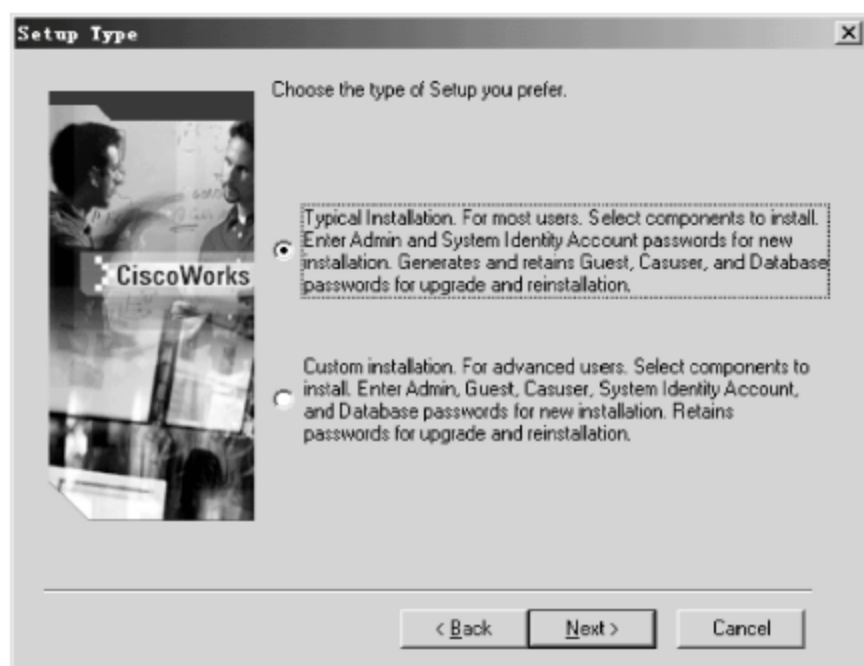 Setup Type
Choose the type of Setup you prefer.
Typical Installation. For most users. Select components to install.
Enter Admin and System Identity Account passwords for new
installation. Generates and retains Guest, Casuser, and Database
passwords for upgrade and reinstallation.
CiscoWorks
Custom installation. For advanced users. Select components to
install. Enter Admin, Guest, Casuser, System Identity Account,
and Database passwords for new installation. Retains
passwords for upgrade and reinstallation.
< Back
Next >
Cancel